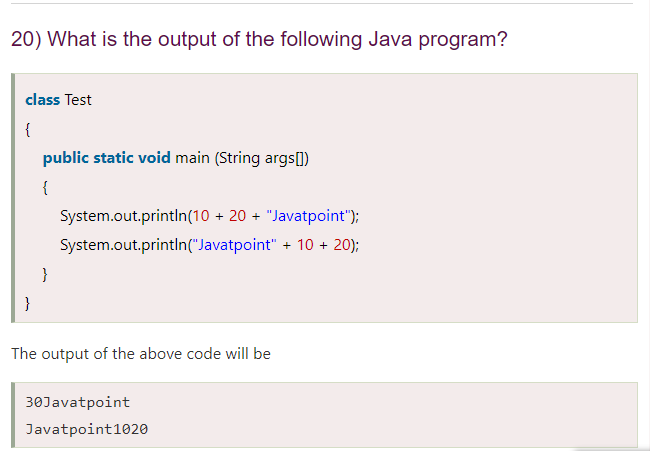 20) What is the output of the following Java program?
class Test
{
public static void main (String args[])
{
System.out.println(10 + 20 + "Javatpoint");
System.out.println("Javatpoint" + 10 + 20);
}
}
The output of the above code will be
30Javatpoint
Javatpoint1020